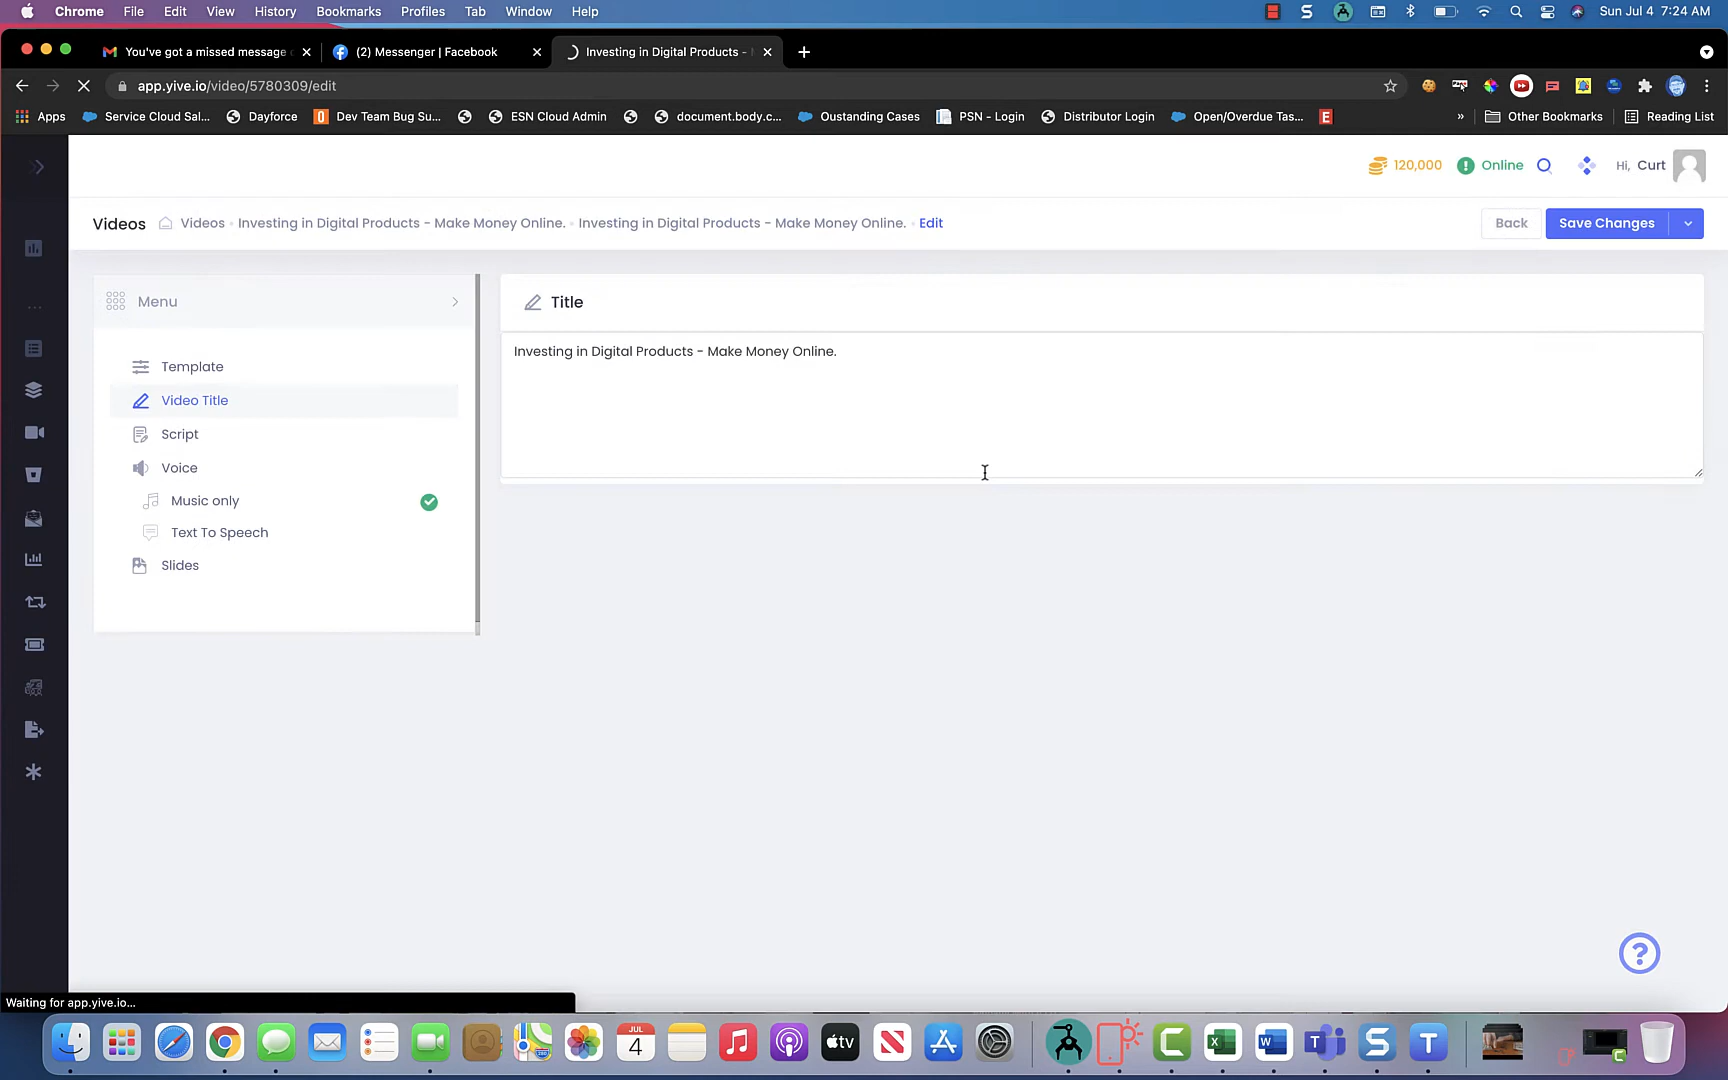 Chrome File Edit View History Bookmarks Profiles Tab Window Help Sun Jul 4 7:24 AM
You've got a missed message (2) Messenger | Facebook Investing in Digital Products -
app.yive.io/video/5780309/edit
Apps Service Cloud Sal... Dayforce Dev Team Bug Su... ESN Cloud Admin document.body.c... Oustanding Cases PSN - Login Distributor Login Open/Overdue Tas... E » Other Bookmarks Reading List
120,000 Online Hi, Curt
Videos Videos Investing in Digital Products - Make Money Online. Investing in Digital Products - Make Money Online. Edit Back Save Changes
Menu
Title
Investing in Digital Products - Make Money Online.
Template
Video Title
Script
Voice
Music only
Text To Speech
Slides
Waiting for app.yive.io...
JUL
4
tv